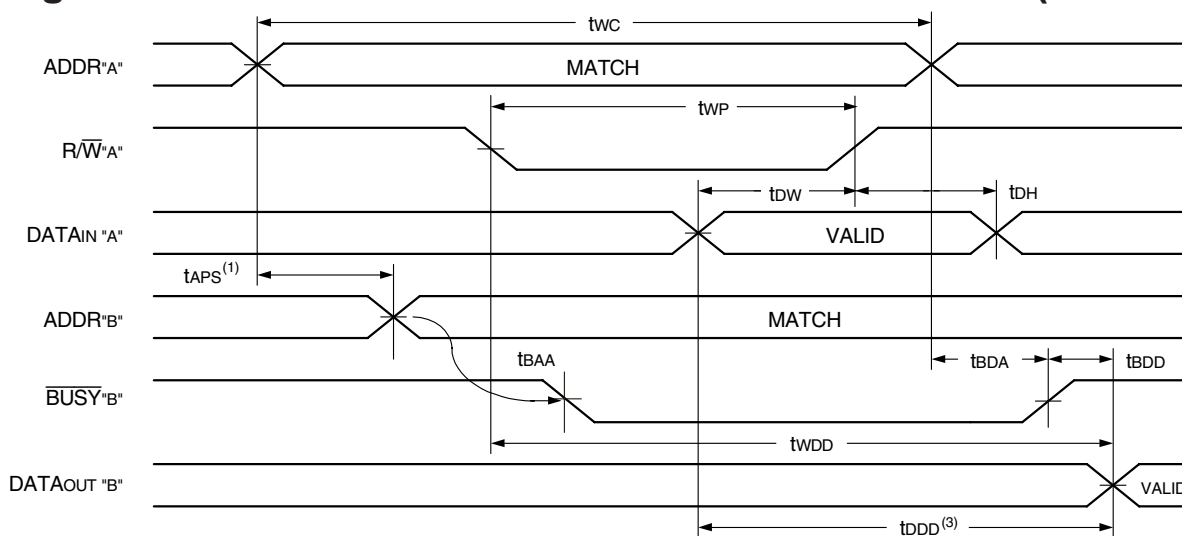 tWC
ADDR"A"
MATCH
tWP
R/W̅"A"
tDW
tDH
DATAIN "A"
VALID
tAPS(1)
ADDR"B"
MATCH
tBAA
tBDA
tBDD
B̅U̅S̅Y̅"B"
tWDD
DATAOUT "B"
VALID
tDDD(3)